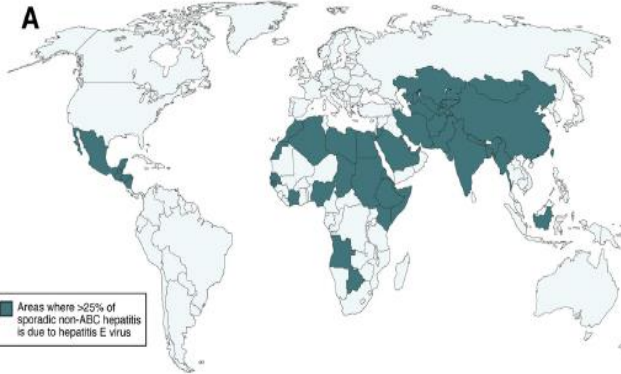 A
Areas where >25% of
sporadic non-ABC hepatitis
is due to hepatitis E virus